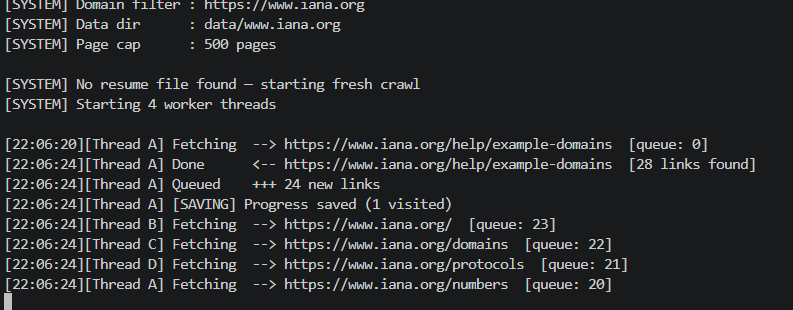 [SYSTEM] Domain filter : https://www.iana.org
[SYSTEM] Data dir      : data/www.iana.org
[SYSTEM] Page cap      : 500 pages

[SYSTEM] No resume file found — starting fresh crawl
[SYSTEM] Starting 4 worker threads

[22:06:20][Thread A] Fetching  --> https://www.iana.org/help/example-domains  [queue: 0]
[22:06:24][Thread A] Done      <-- https://www.iana.org/help/example-domains  [28 links found]
[22:06:24][Thread A] Queued    +++ 24 new links
[22:06:24][Thread A] [SAVING] Progress saved (1 visited)
[22:06:24][Thread B] Fetching  --> https://www.iana.org/  [queue: 23]
[22:06:24][Thread C] Fetching  --> https://www.iana.org/domains  [queue: 22]
[22:06:24][Thread D] Fetching  --> https://www.iana.org/protocols  [queue: 21]
[22:06:24][Thread A] Fetching  --> https://www.iana.org/numbers  [queue: 20]